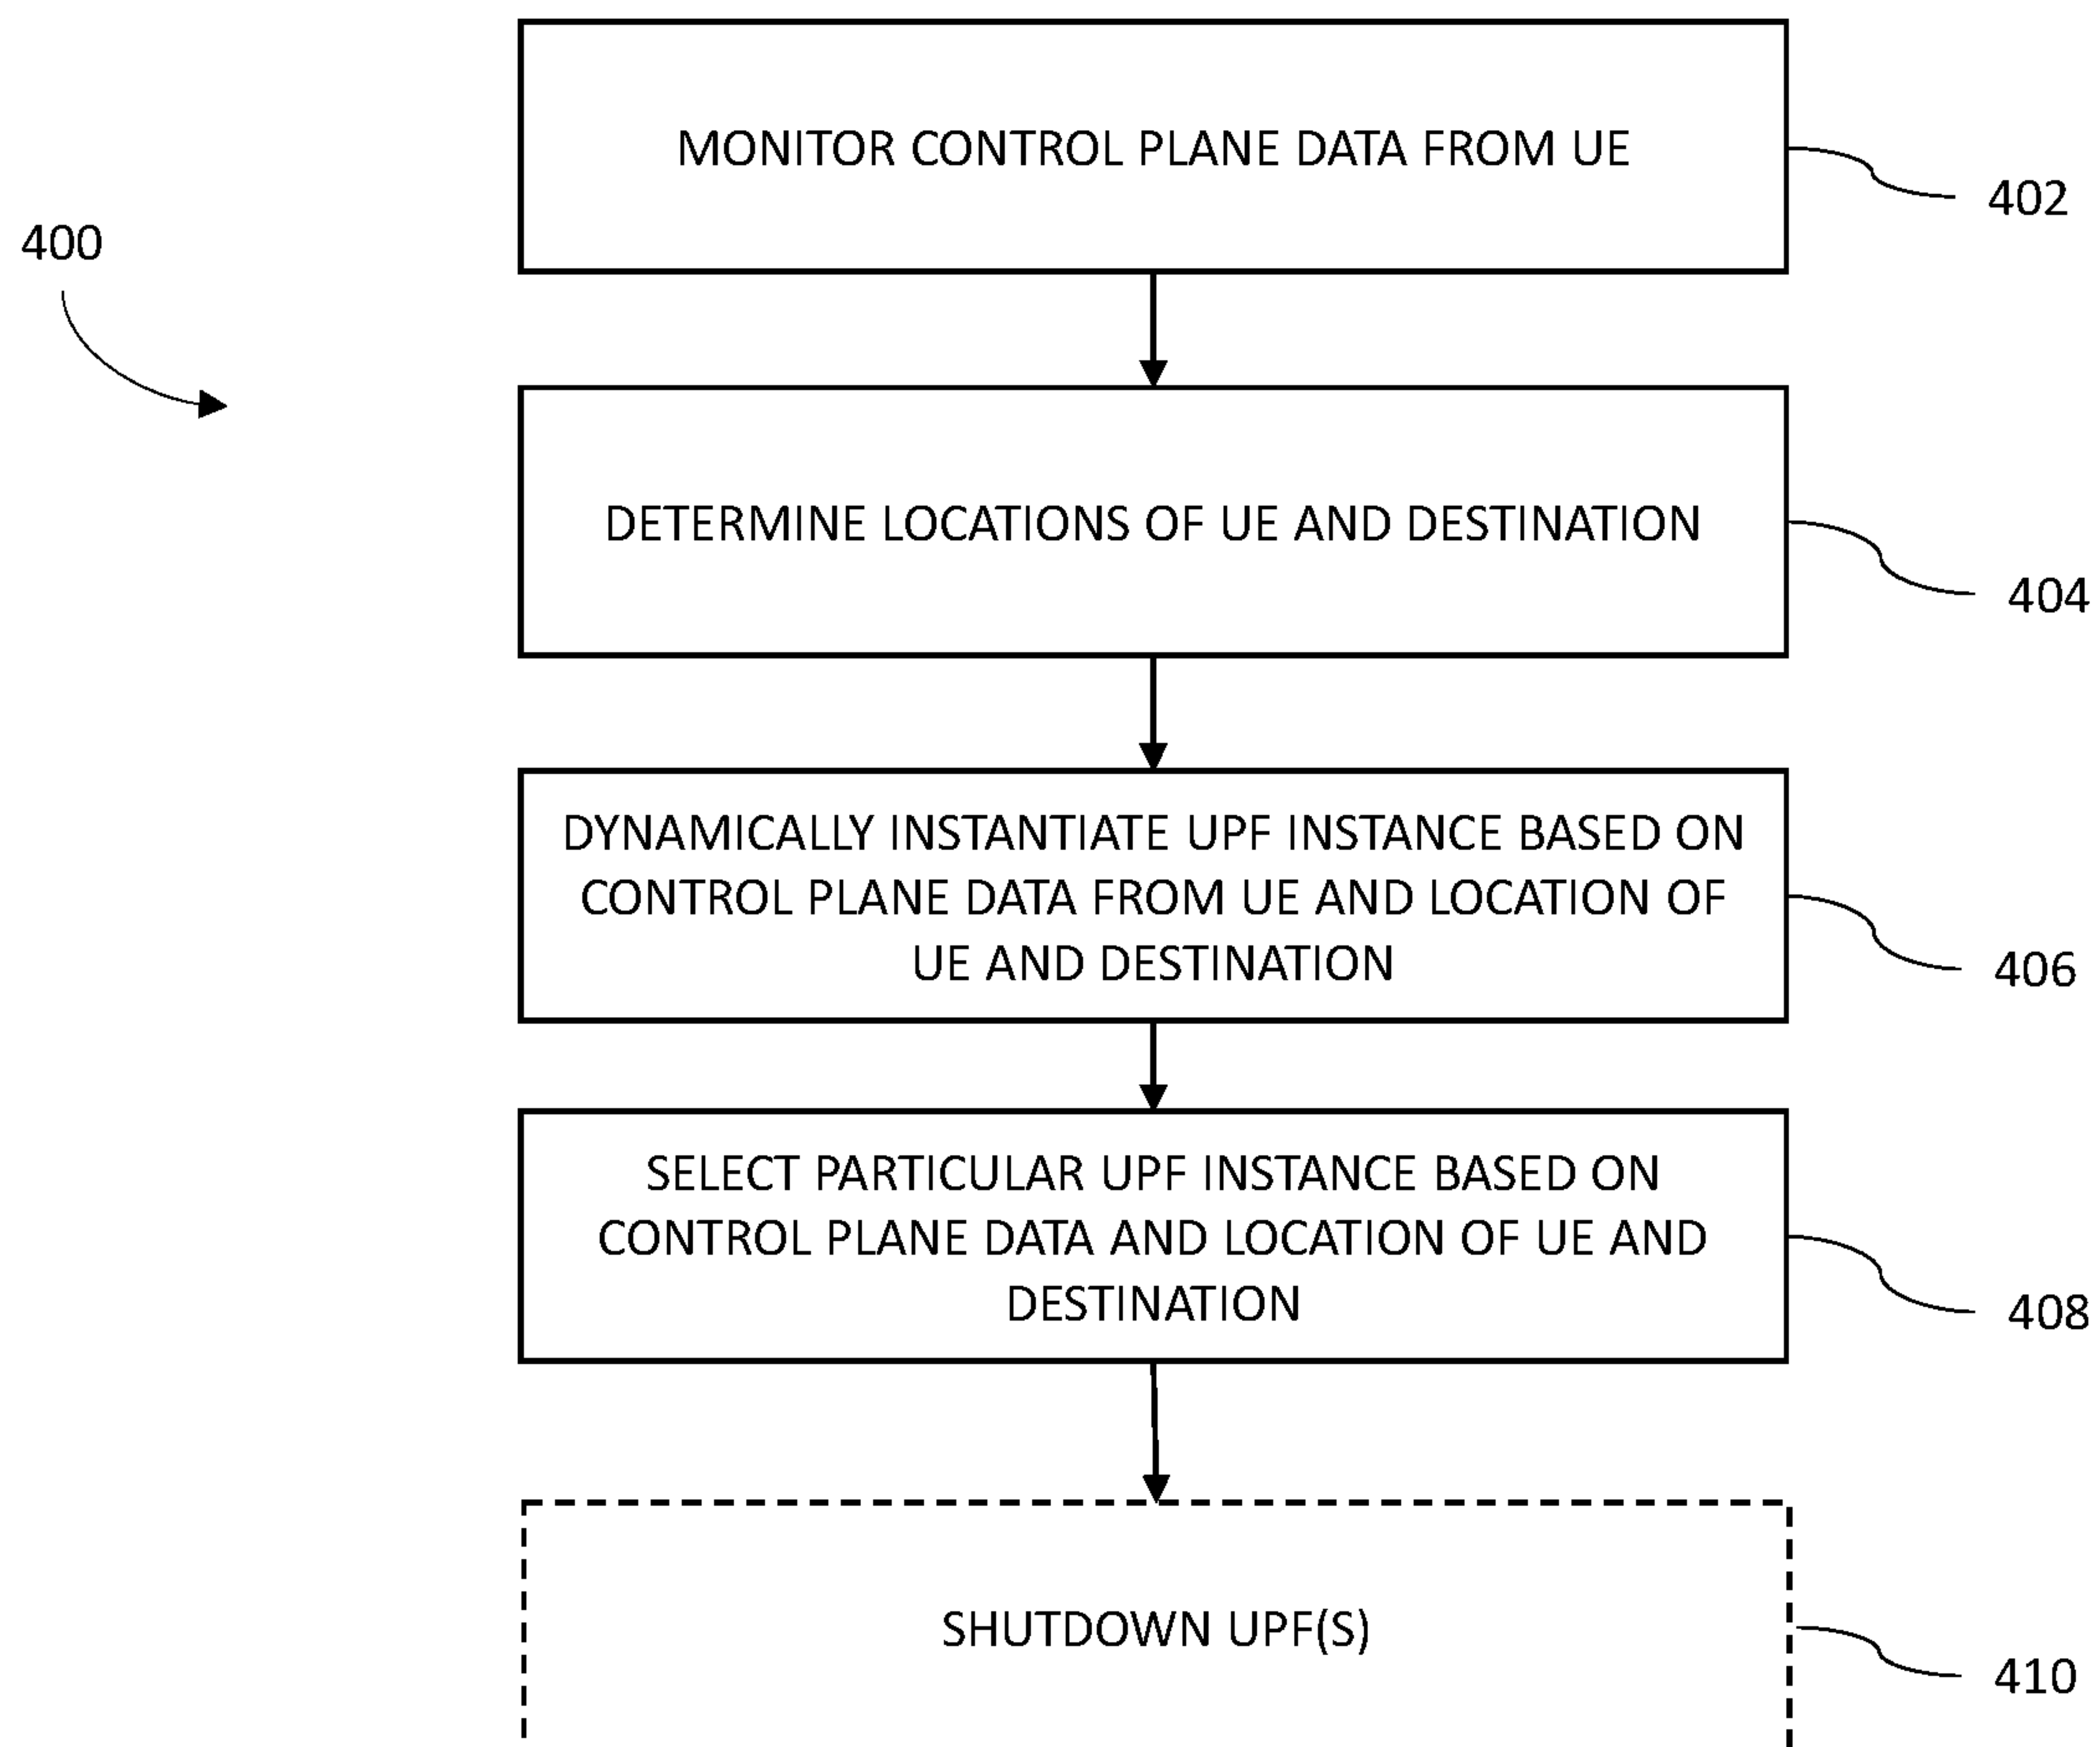 MONITOR CONTROL PLANE DATA FROM UE
402
400
DETERMINE LOCATIONS OF UE AND DESTINATION
404
DYNAMICALLY INSTANTIATE UPF INSTANCE BASED ON
CONTROL PLANE DATA FROM UE AND LOCATION OF
UE AND DESTINATION
406
SELECT PARTICULAR UPF INSTANCE BASED ON
CONTROL PLANE DATA AND LOCATION OF UE AND
DESTINATION
408
SHUTDOWN UPF(S)
410